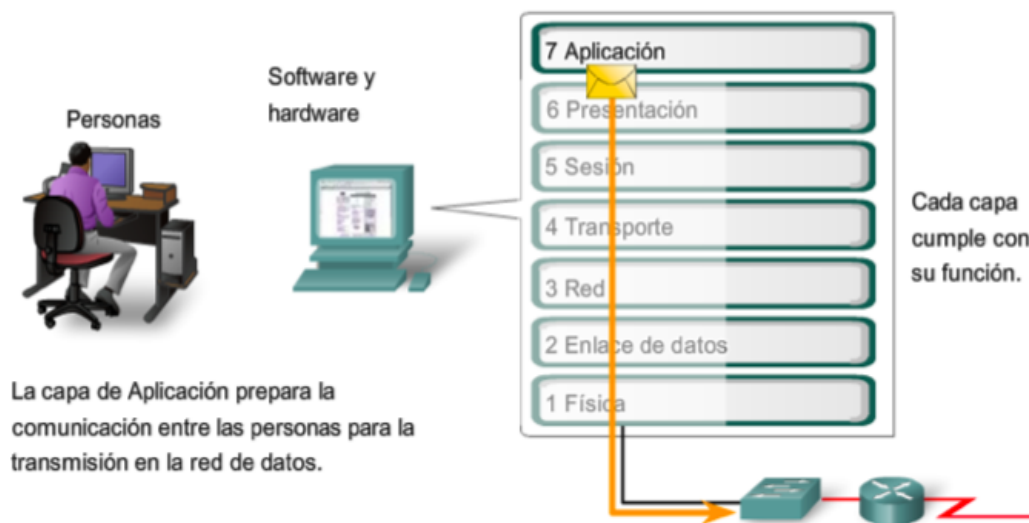 Personas
Software y
hardware
7 Aplicación
6 Presentación
5 Sesión
4 Transporte
3 Red
2 Enlace de datos
1 Física
Cada capa
cumple con
su función.
La capa de Aplicación prepara la
comunicación entre las personas para la
transmisión en la red de datos.